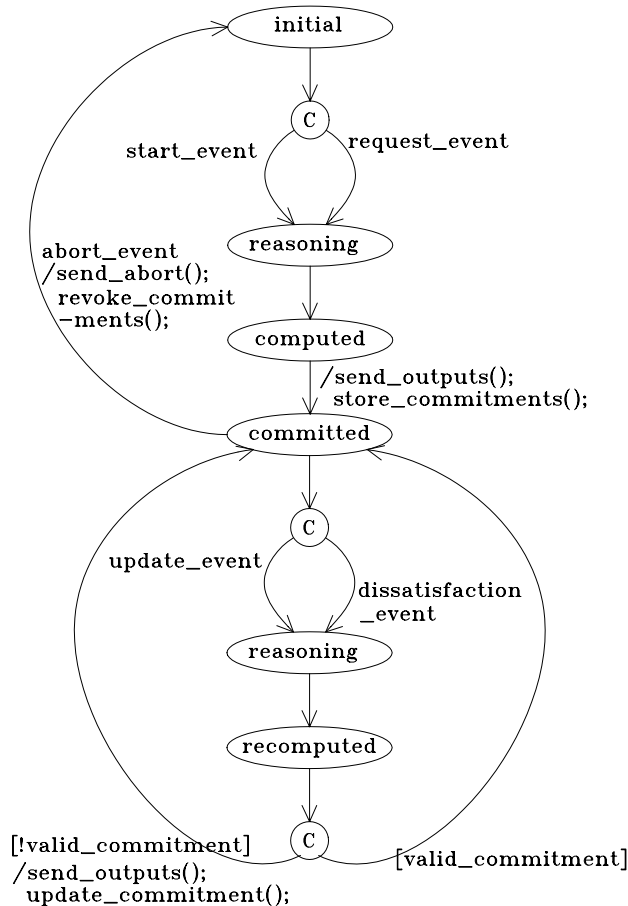 initial
C
start_event
request_event
reasoning
abort_event
/send_abort();
revoke_commit
-ments();
computed
/send_outputs();
store_commitments();
committed
C
update_event
dissatisfaction
_event
reasoning
recomputed
C
[!valid_commitment]
/send_outputs();
update_commitment();
[valid_commitment]